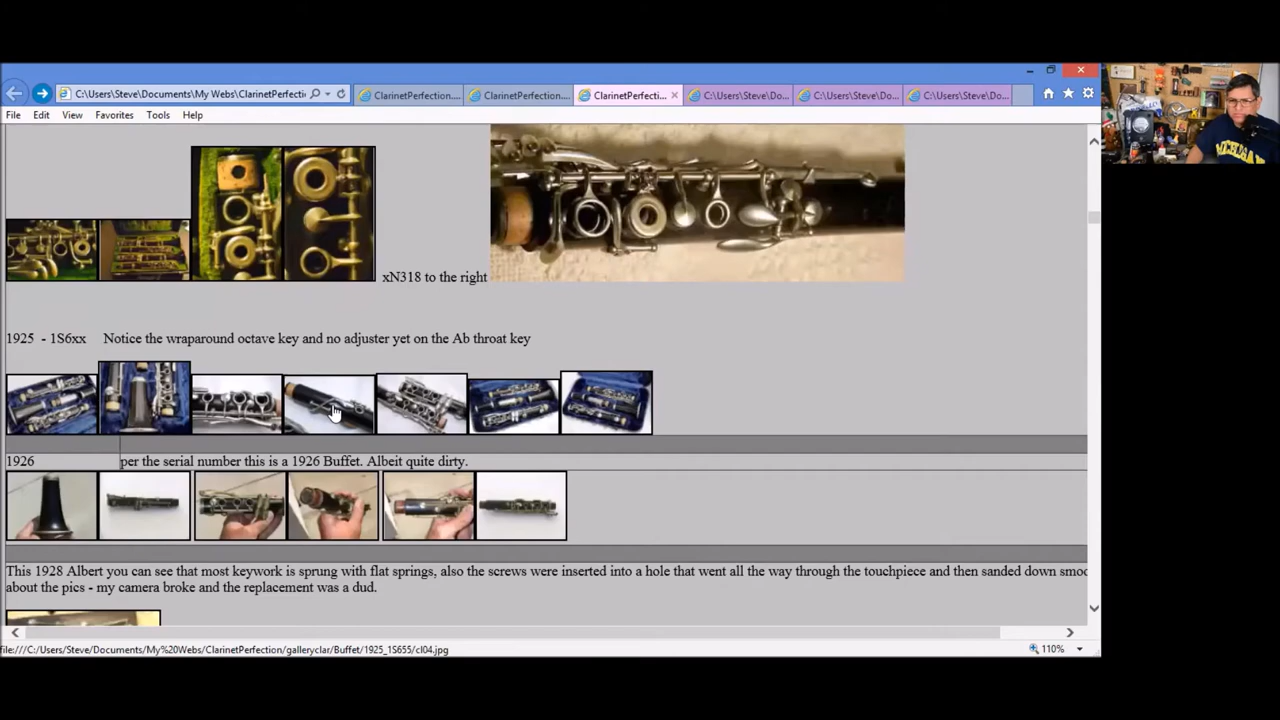 C:\Users\Steve\Documents\My Webs\ClarinetPerfecti
ClarinetPerfection....
ClarinetPerfection....
ClarinetPerfecti...
C:\Users\Steve\Do...
C:\Users\Steve\Do...
C:\Users\Steve\Do...
File Edit View Favorites Tools Help
xN318 to the right
1925 - 1S6xx Notice the wraparound octave key and no adjuster yet on the Ab throat key
1926 per the serial number this is a 1926 Buffet. Albeit quite dirty.
This 1928 Albert you can see that most keywork is sprung with flat springs, also the screws were inserted into a hole that went all the way through the touchpiece and then sanded down smoo
about the pics - my camera broke and the replacement was a dud.
file:///C:/Users/Steve/Documents/My%20Webs/ClarinetPerfection/galleryclar/Buffet/1925_1S655/cl04.jpg
110%
MICHIGAN